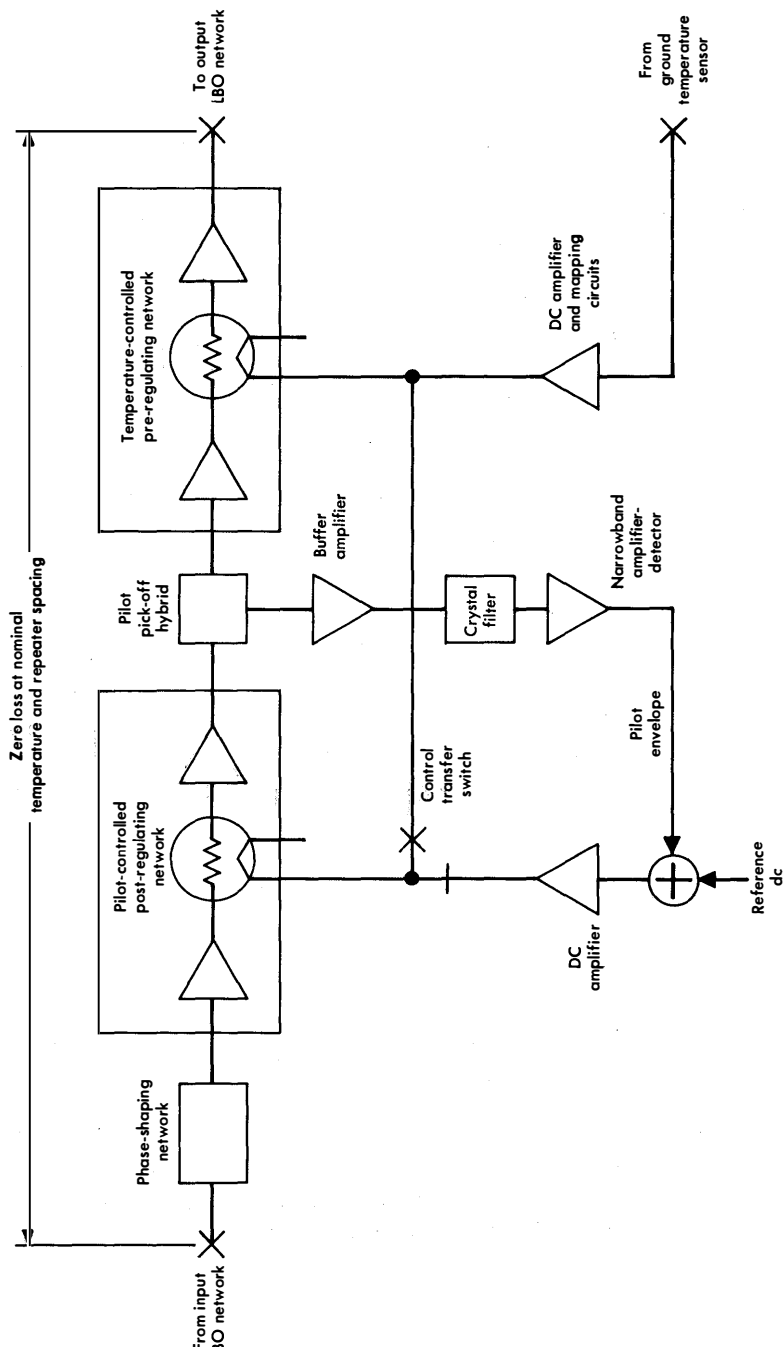 Zero loss at nominal
temperature and repeater spacing
From input
BO network
Phase-shaping
network
Pilot-controlled
post-regulating
network
Pilot
pick-off
hybrid
Temperature-controlled
pre-regulating network
To output
LBO network
Buffer
amplifier
Control
transfer
switch
Crystal
filter
DC
amplifier
Narrowband
amplifier-
detector
DC amplifier
and mapping
circuits
Pilot
envelope
Reference
dc
From
ground
temperature
sensor